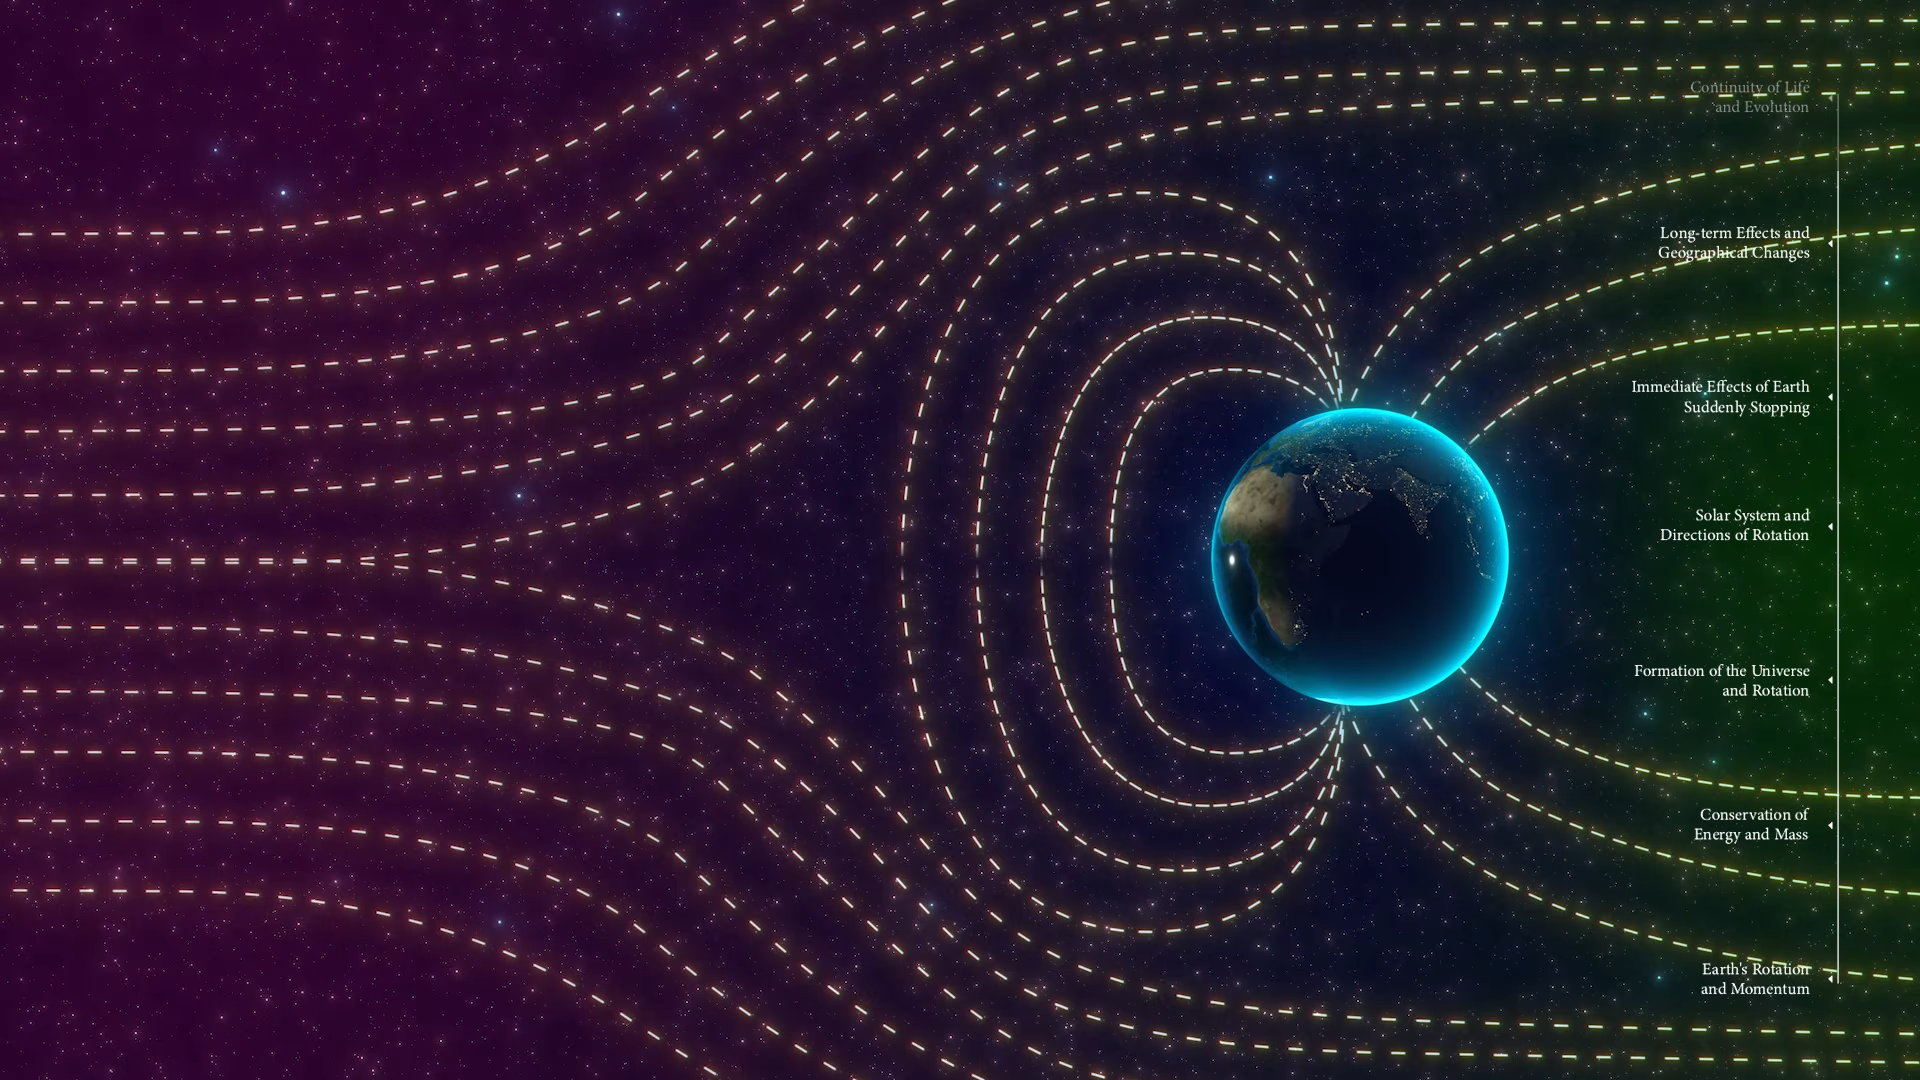 Continuity of Life
and Evolution
Long-term Effects and
Geographical Changes
Immediate Effects of Earth
Suddenly Stopping
Solar System and
Directions of Rotation
Formation of the Universe
and Rotation
Conservation of
Energy and Mass
Earth's Rotation
and Momentum